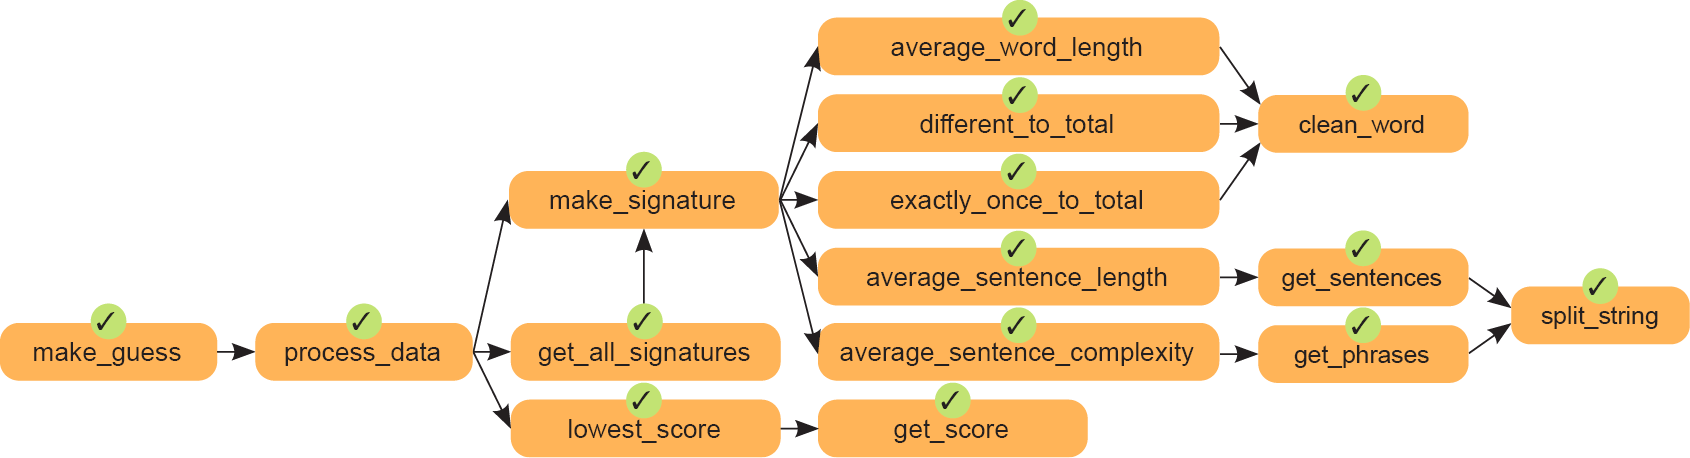 make_guess
process_data
make_signature
get_all_signatures
lowest_score
average_word_length
different_to_total
exactly_once_to_total
average_sentence_length
average_sentence_complexity
get_score
clean_word
get_sentences
get_phrases
split_string